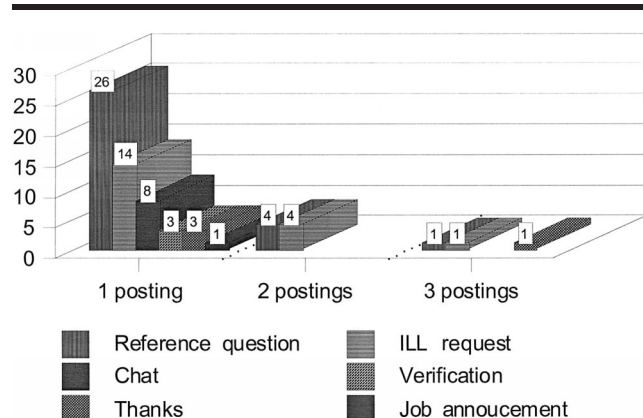 30
26
25
20
14
15
10
8
5
3 3 1 4 4 1 1 1
0
1 posting 2 postings 3 postings
Reference question ILL request
Chat Verification
Thanks Job annoucement